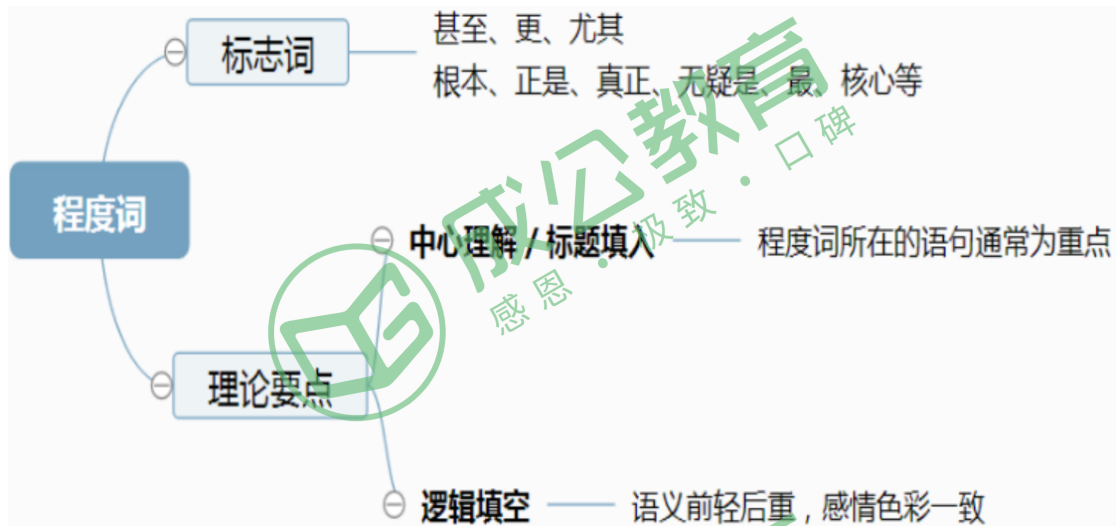 标志词
甚至、更、尤其
根本、正是、真正、无疑是、最、核心等
程度词
中心理解 / 标题填入
程度词所在的语句通常为重点
理论要点
逻辑填空
语义前轻后重，感情色彩一致
成公教育
感恩·极致·口碑